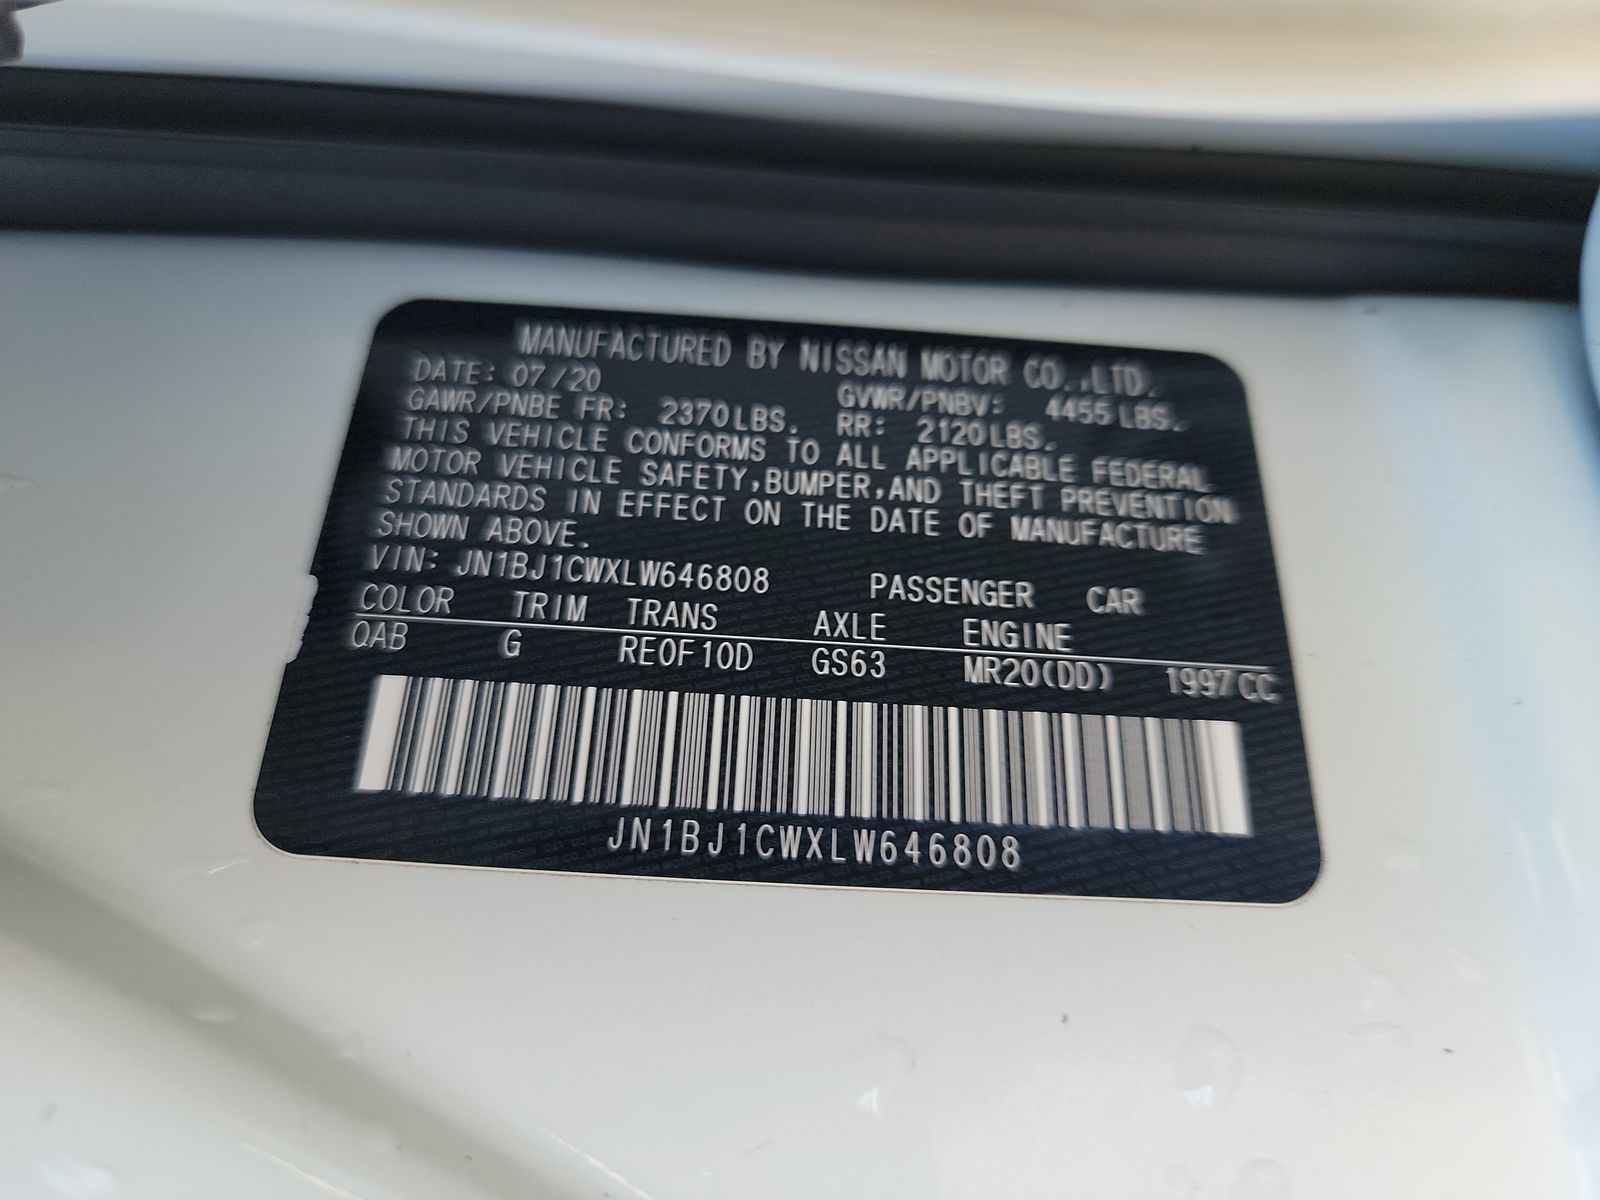 MANUFACTURED BY NISSAN MOTOR CO.,LTD.
DATE: 07/20 GVWR/PNBV: 4455LBS.
GAWR/PNBE FR: 2370LBS. RR: 2120LBS.
THIS VEHICLE CONFORMS TO ALL APPLICABLE FEDERAL
MOTOR VEHICLE SAFETY,BUMPER,AND THEFT PREVENTION
STANDARDS IN EFFECT ON THE DATE OF MANUFACTURE
SHOWN ABOVE.
VIN: JN1BJ1CWXLW646808 PASSENGER CAR
COLOR TRIM TRANS AXLE ENGINE
QAB G RE0F10D GS63 MR20(DD) 1997CC
JN1BJ1CWXLW646808